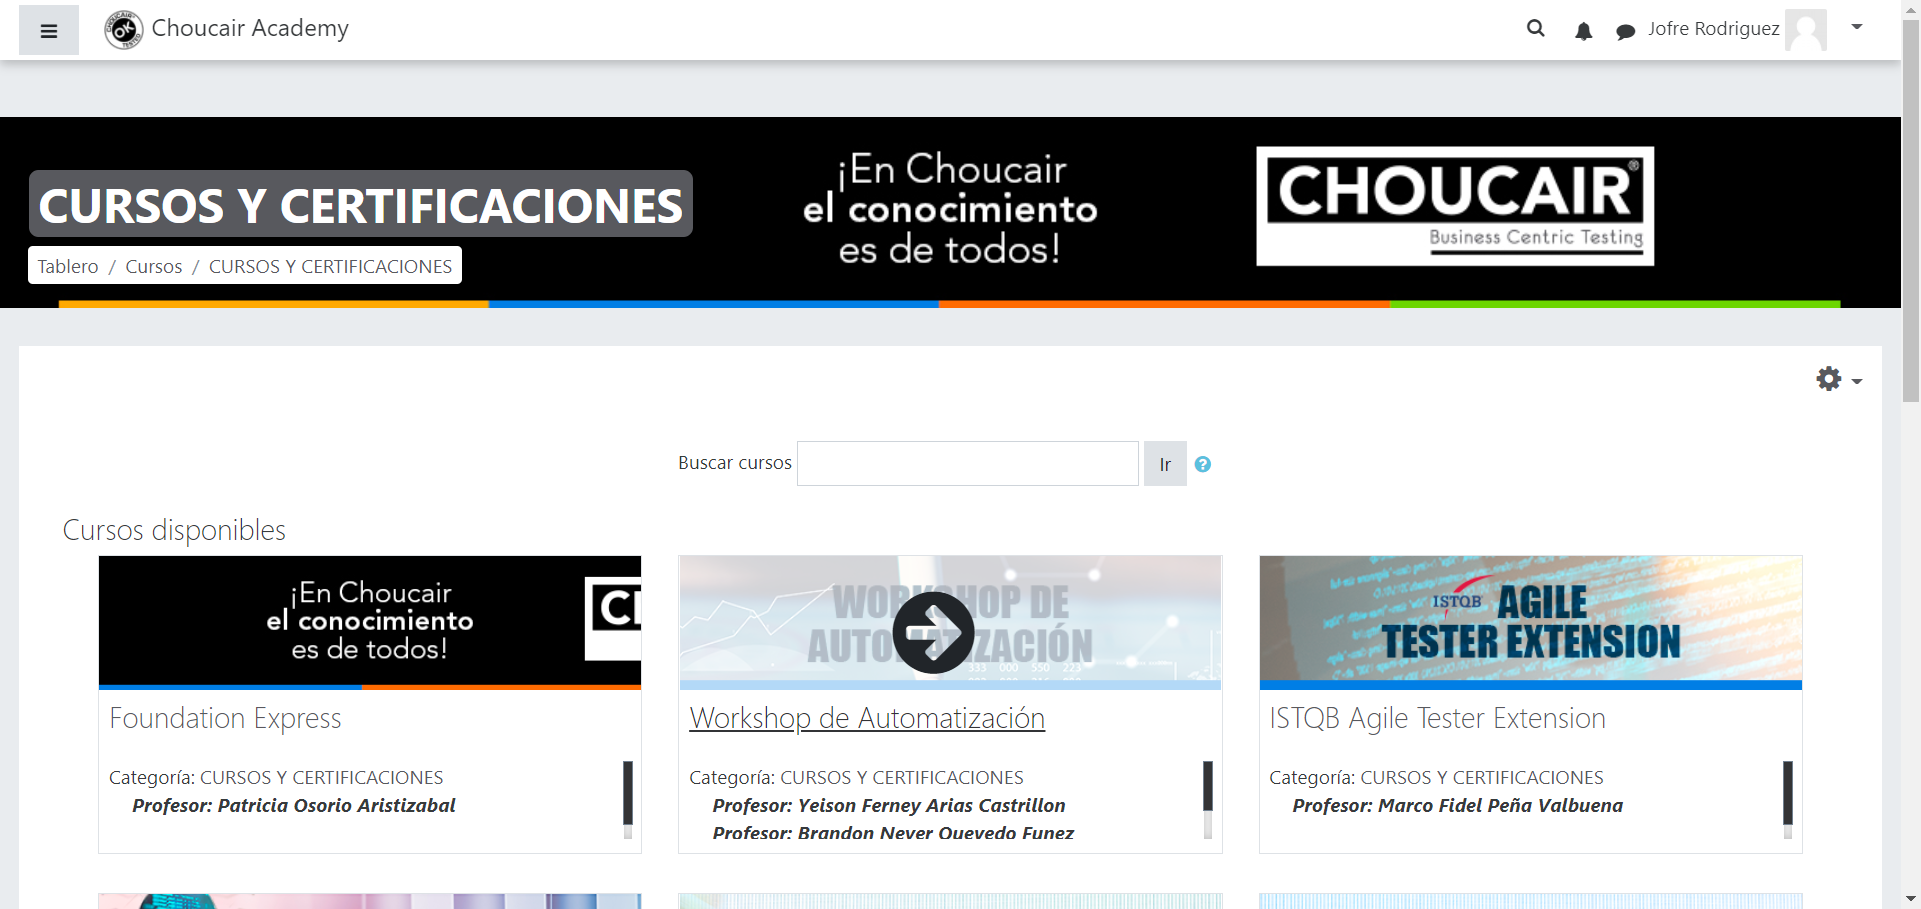 Choucair Academy
Jofre Rodriguez
CURSOS Y CERTIFICACIONES
Tablero / Cursos / CURSOS Y CERTIFICACIONES
¡En Choucair
el conocimiento
es de todos!
CHOUCAIR®
Business Centric Testing
Buscar cursos
Ir
Cursos disponibles
¡En Choucair
el conocimiento
es de todos!
Foundation Express
Categoría: CURSOS Y CERTIFICACIONES
Profesor: Patricia Osorio Aristizabal
WORKSHOP DE
AUTOMATIZACIÓN
333 000 550 223
Workshop de Automatización
Categoría: CURSOS Y CERTIFICACIONES
Profesor: Yeison Ferney Arias Castrillon
Profesor: Brandon Never Quevedo Funez
ISTQB AGILE
TESTER EXTENSION
ISTQB Agile Tester Extension
Categoría: CURSOS Y CERTIFICACIONES
Profesor: Marco Fidel Peña Valbuena